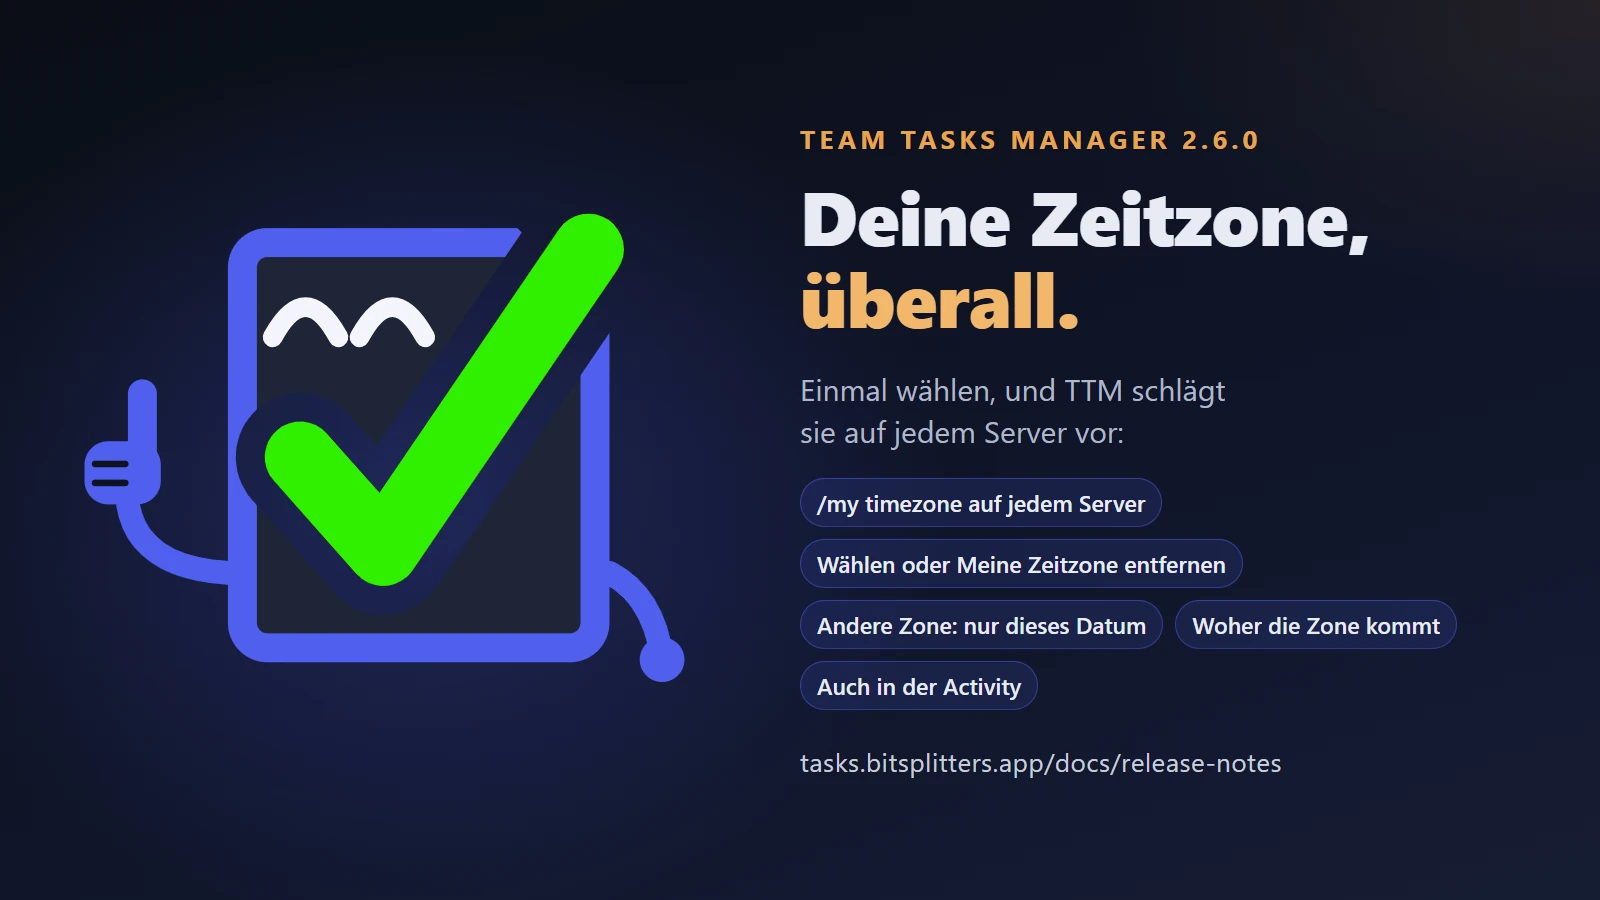 TEAM TASKS MANAGER 2.6.0
Deine Zeitzone,
überall.
Einmal wählen, und TTM schlägt
sie auf jedem Server vor:
/my timezone auf jedem Server
Wählen oder Meine Zeitzone entfernen
Andere Zone: nur dieses Datum
Woher die Zone kommt
Auch in der Activity
tasks.bitsplitters.app/docs/release-notes